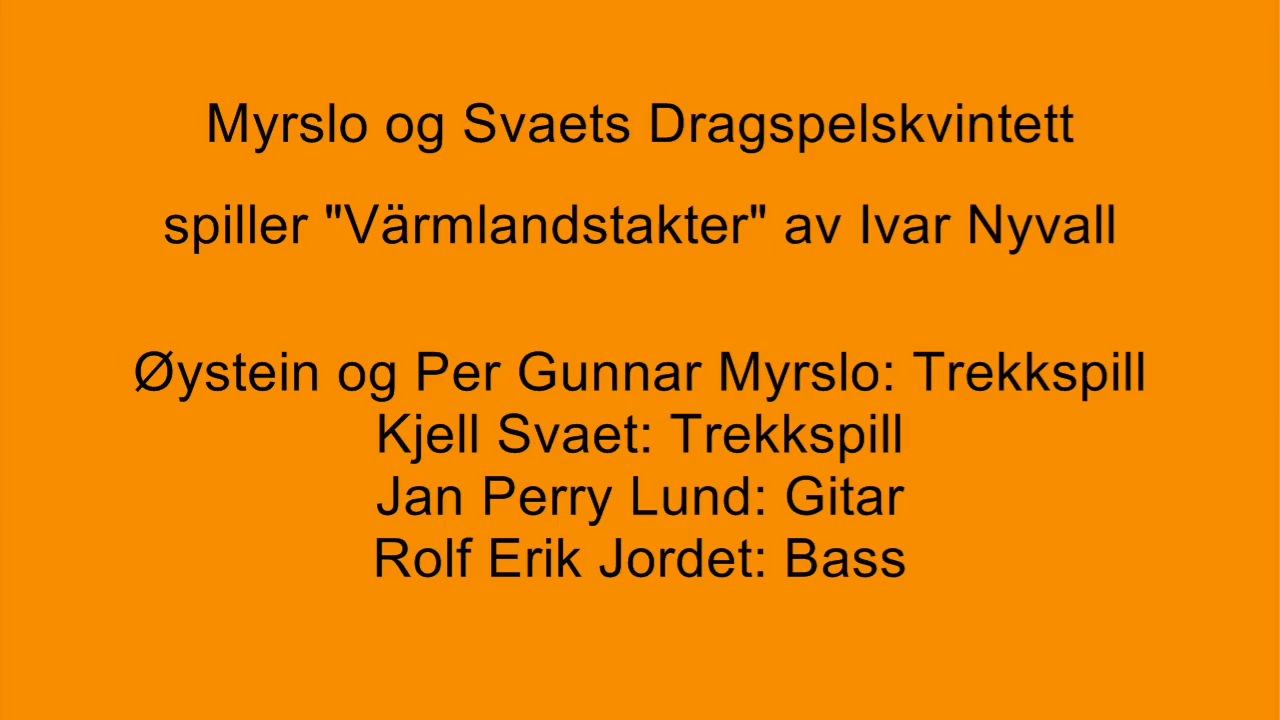 Myrslo og Svaets Dragspelskvintett
spiller "Värmlandstakter" av Ivar Nyvall
Øystein og Per Gunnar Myrslo: Trekkspill
Kjell Svaet: Trekkspill
Jan Perry Lund: Gitar
Rolf Erik Jordet: Bass